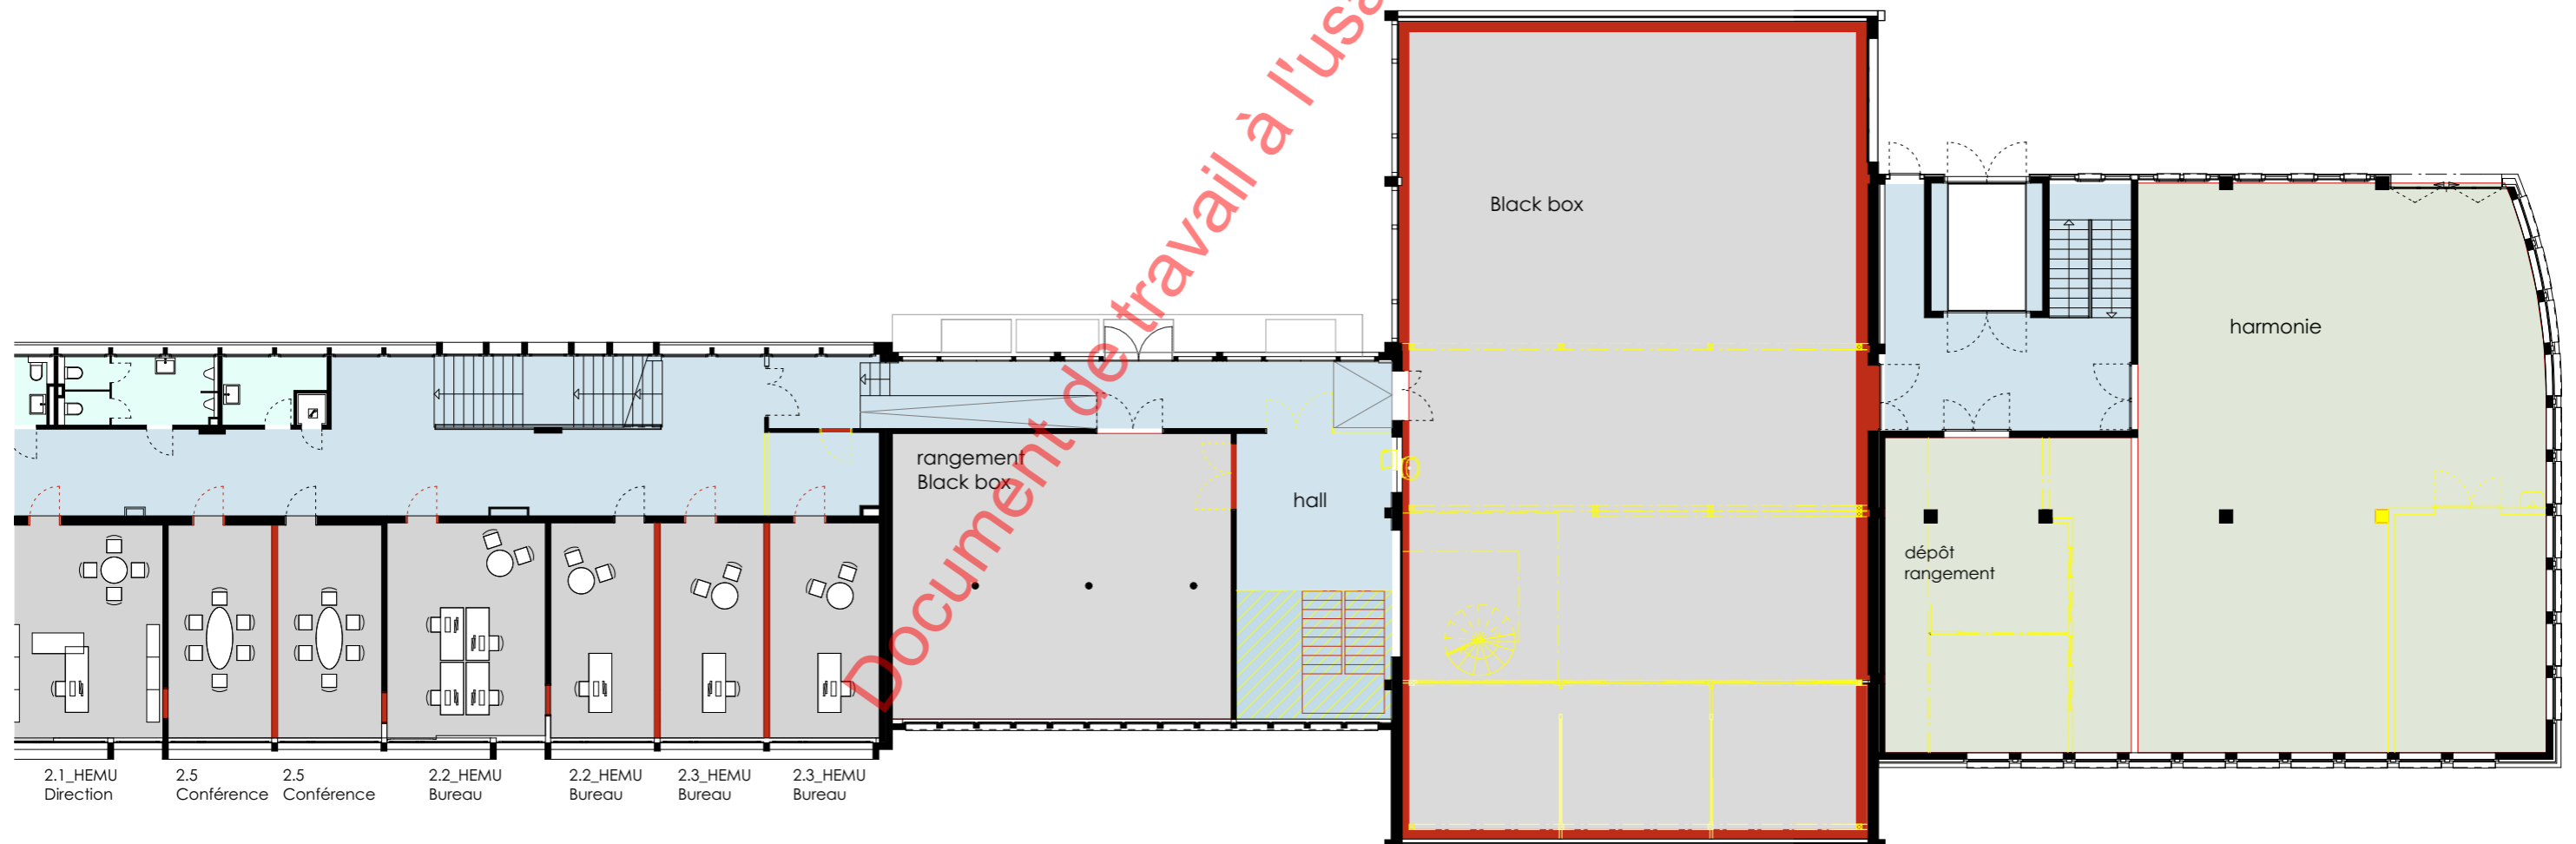 Document de travail à l'usa
Black box
harmonie
rangement
Black box
hall
dépôt
rangement
2.1_HEMU
Direction
2.5
Conférence
2.5
Conférence
2.2_HEMU
Bureau
2.2_HEMU
Bureau
2.3_HEMU
Bureau
2.3_HEMU
Bureau